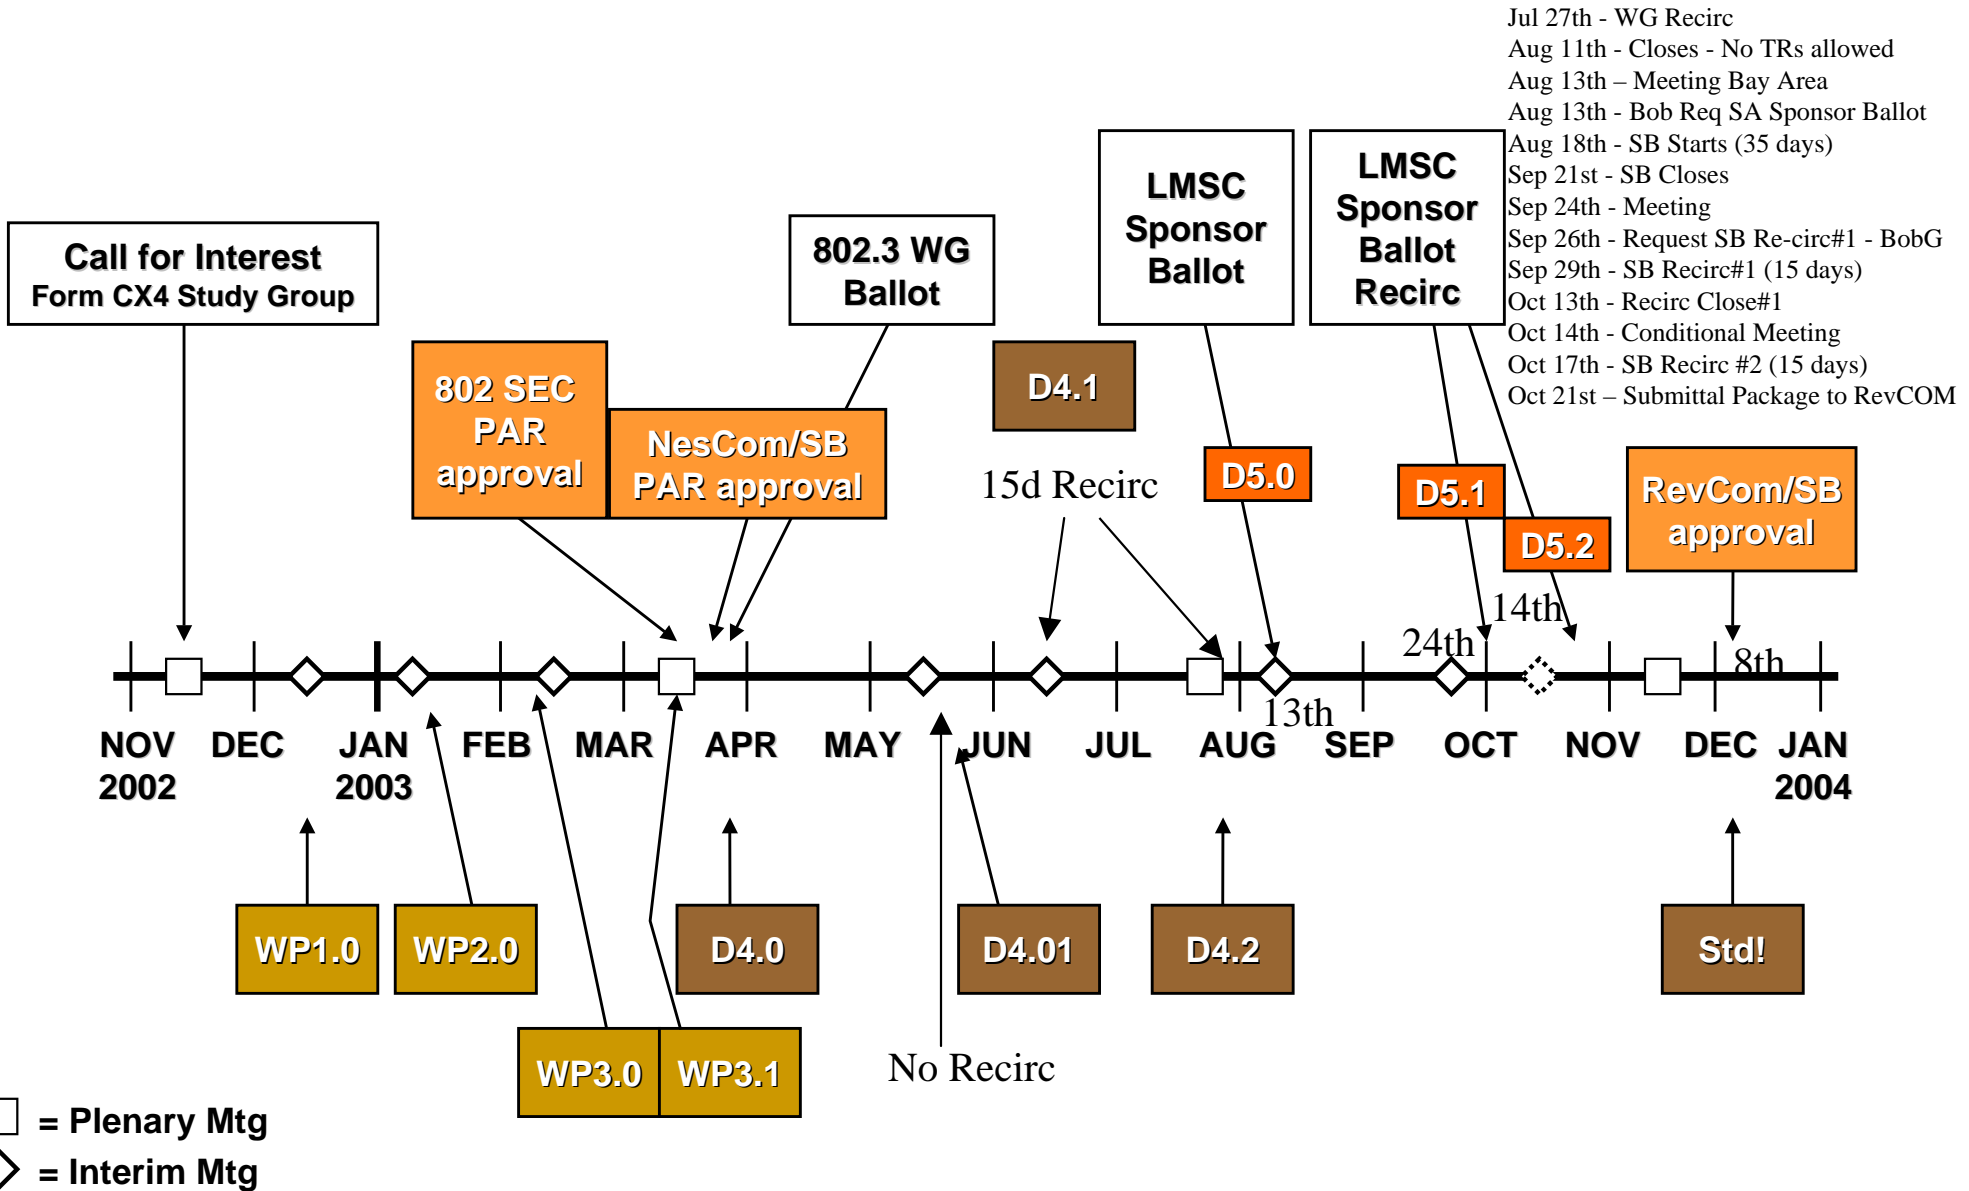 Jul 27th - WG Recirc
Aug 11th - Closes - No TRs allowed
Aug 13th – Meeting Bay Area
Aug 13th - Bob Req SA Sponsor Ballot
Aug 18th - SB Starts (35 days)
Sep 21st - SB Closes
Sep 24th - Meeting
Sep 26th - Request SB Re-circ#1 - BobG
Sep 29th - SB Recirc#1 (15 days)
Oct 13th - Recirc Close#1
Oct 14th - Conditional Meeting
Oct 17th - SB Recirc #2 (15 days)
Oct 21st – Submittal Package to RevCOM
Call for Interest
Form CX4 Study Group
802 SEC
PAR
approval
NesCom/SB
PAR approval
802.3 WG
Ballot
D4.1
15d Recirc
LMSC
Sponsor
Ballot
D5.0
LMSC
Sponsor
Ballot
Recirc
D5.1
D5.2
RevCom/SB
approval
14th
24th
8th
13th
NOV
2002
DEC
JAN
2003
FEB
MAR
APR
MAY
JUN
JUL
AUG
SEP
OCT
NOV
DEC
JAN
2004
WP1.0
WP2.0
D4.0
D4.01
D4.2
Std!
WP3.0
WP3.1
No Recirc
= Plenary Mtg
= Interim Mtg